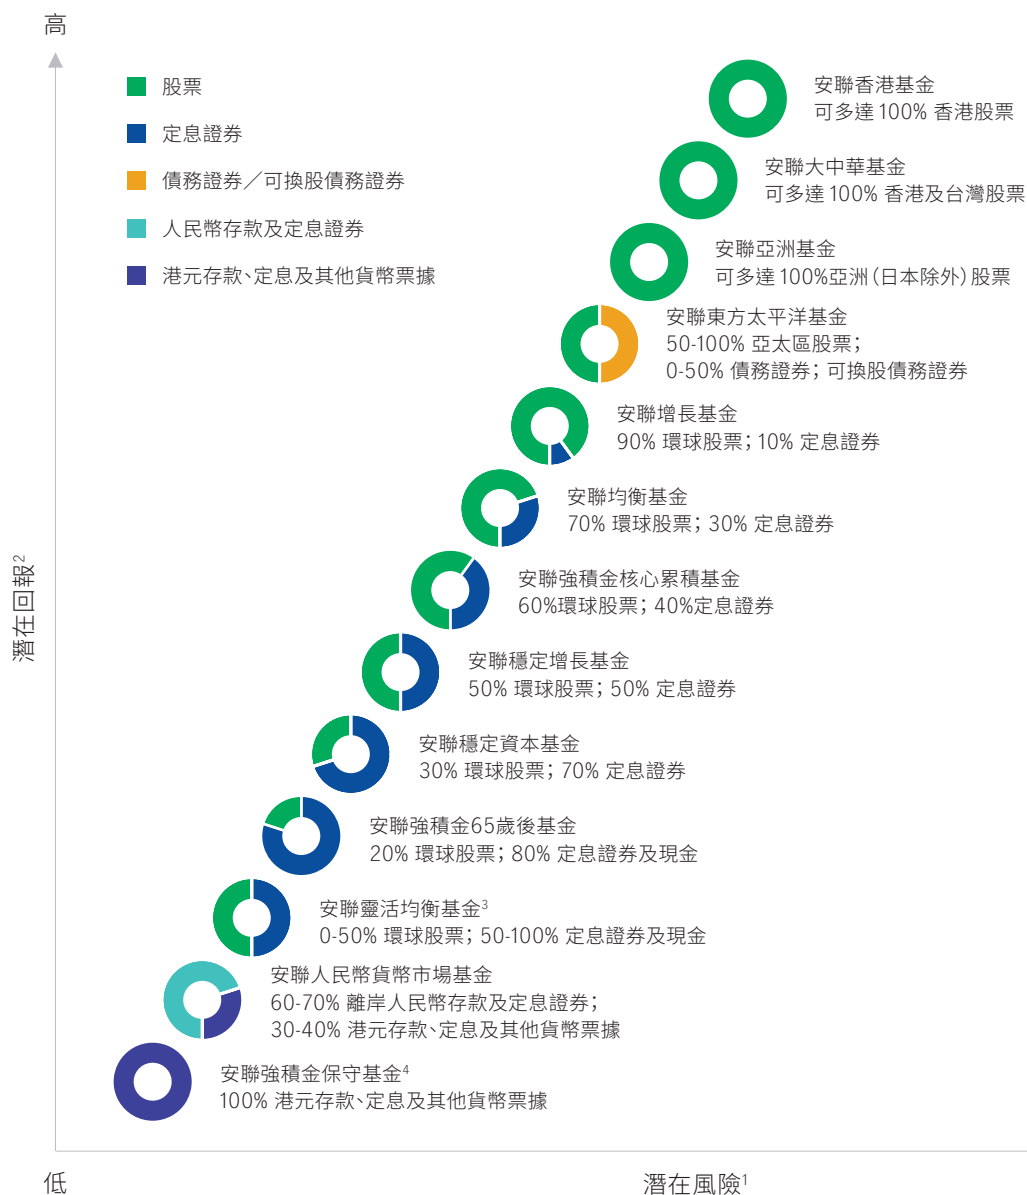 高
股票
定息證券
債務證券／可換股債務證券
人民幣存款及定息證券
港元存款、定息及其他貨幣票據
安聯香港基金
可多達 100% 香港股票
安聯大中華基金
可多達 100% 香港及台灣股票
安聯亞洲基金
可多達 100%亞洲（日本除外）股票
安聯東方太平洋基金
50-100% 亞太區股票；
0-50% 債務證券；可換股債務證券
安聯增長基金
90% 環球股票；10% 定息證券
安聯均衡基金
70% 環球股票；30% 定息證券
安聯強積金核心累積基金
60%環球股票；40%定息證券
安聯穩定增長基金
50% 環球股票；50% 定息證券
安聯穩定資本基金
30% 環球股票；70% 定息證券
安聯強積金65歲後基金
20% 環球股票；80% 定息證券及現金
安聯靈活均衡基金3
0-50% 環球股票；50-100% 定息證券及現金
安聯人民幣貨幣市場基金
60-70% 離岸人民幣存款及定息證券；
30-40% 港元存款、定息及其他貨幣票據
安聯強積金保守基金4
100% 港元存款、定息及其他貨幣票據
潛在回報2
低
潛在風險1